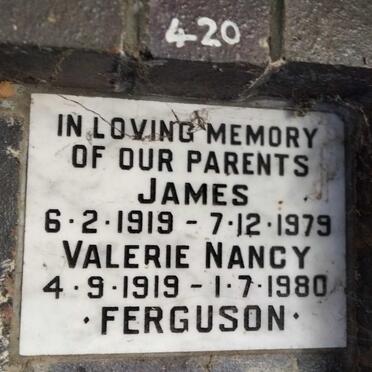 420
IN LOVING MEMORY
OF OUR PARENTS
JAMES
6·2·1919 - 7·12·1979
VALERIE NANCY
4·9·1919 - 1·7·1980
· FERGUSON ·